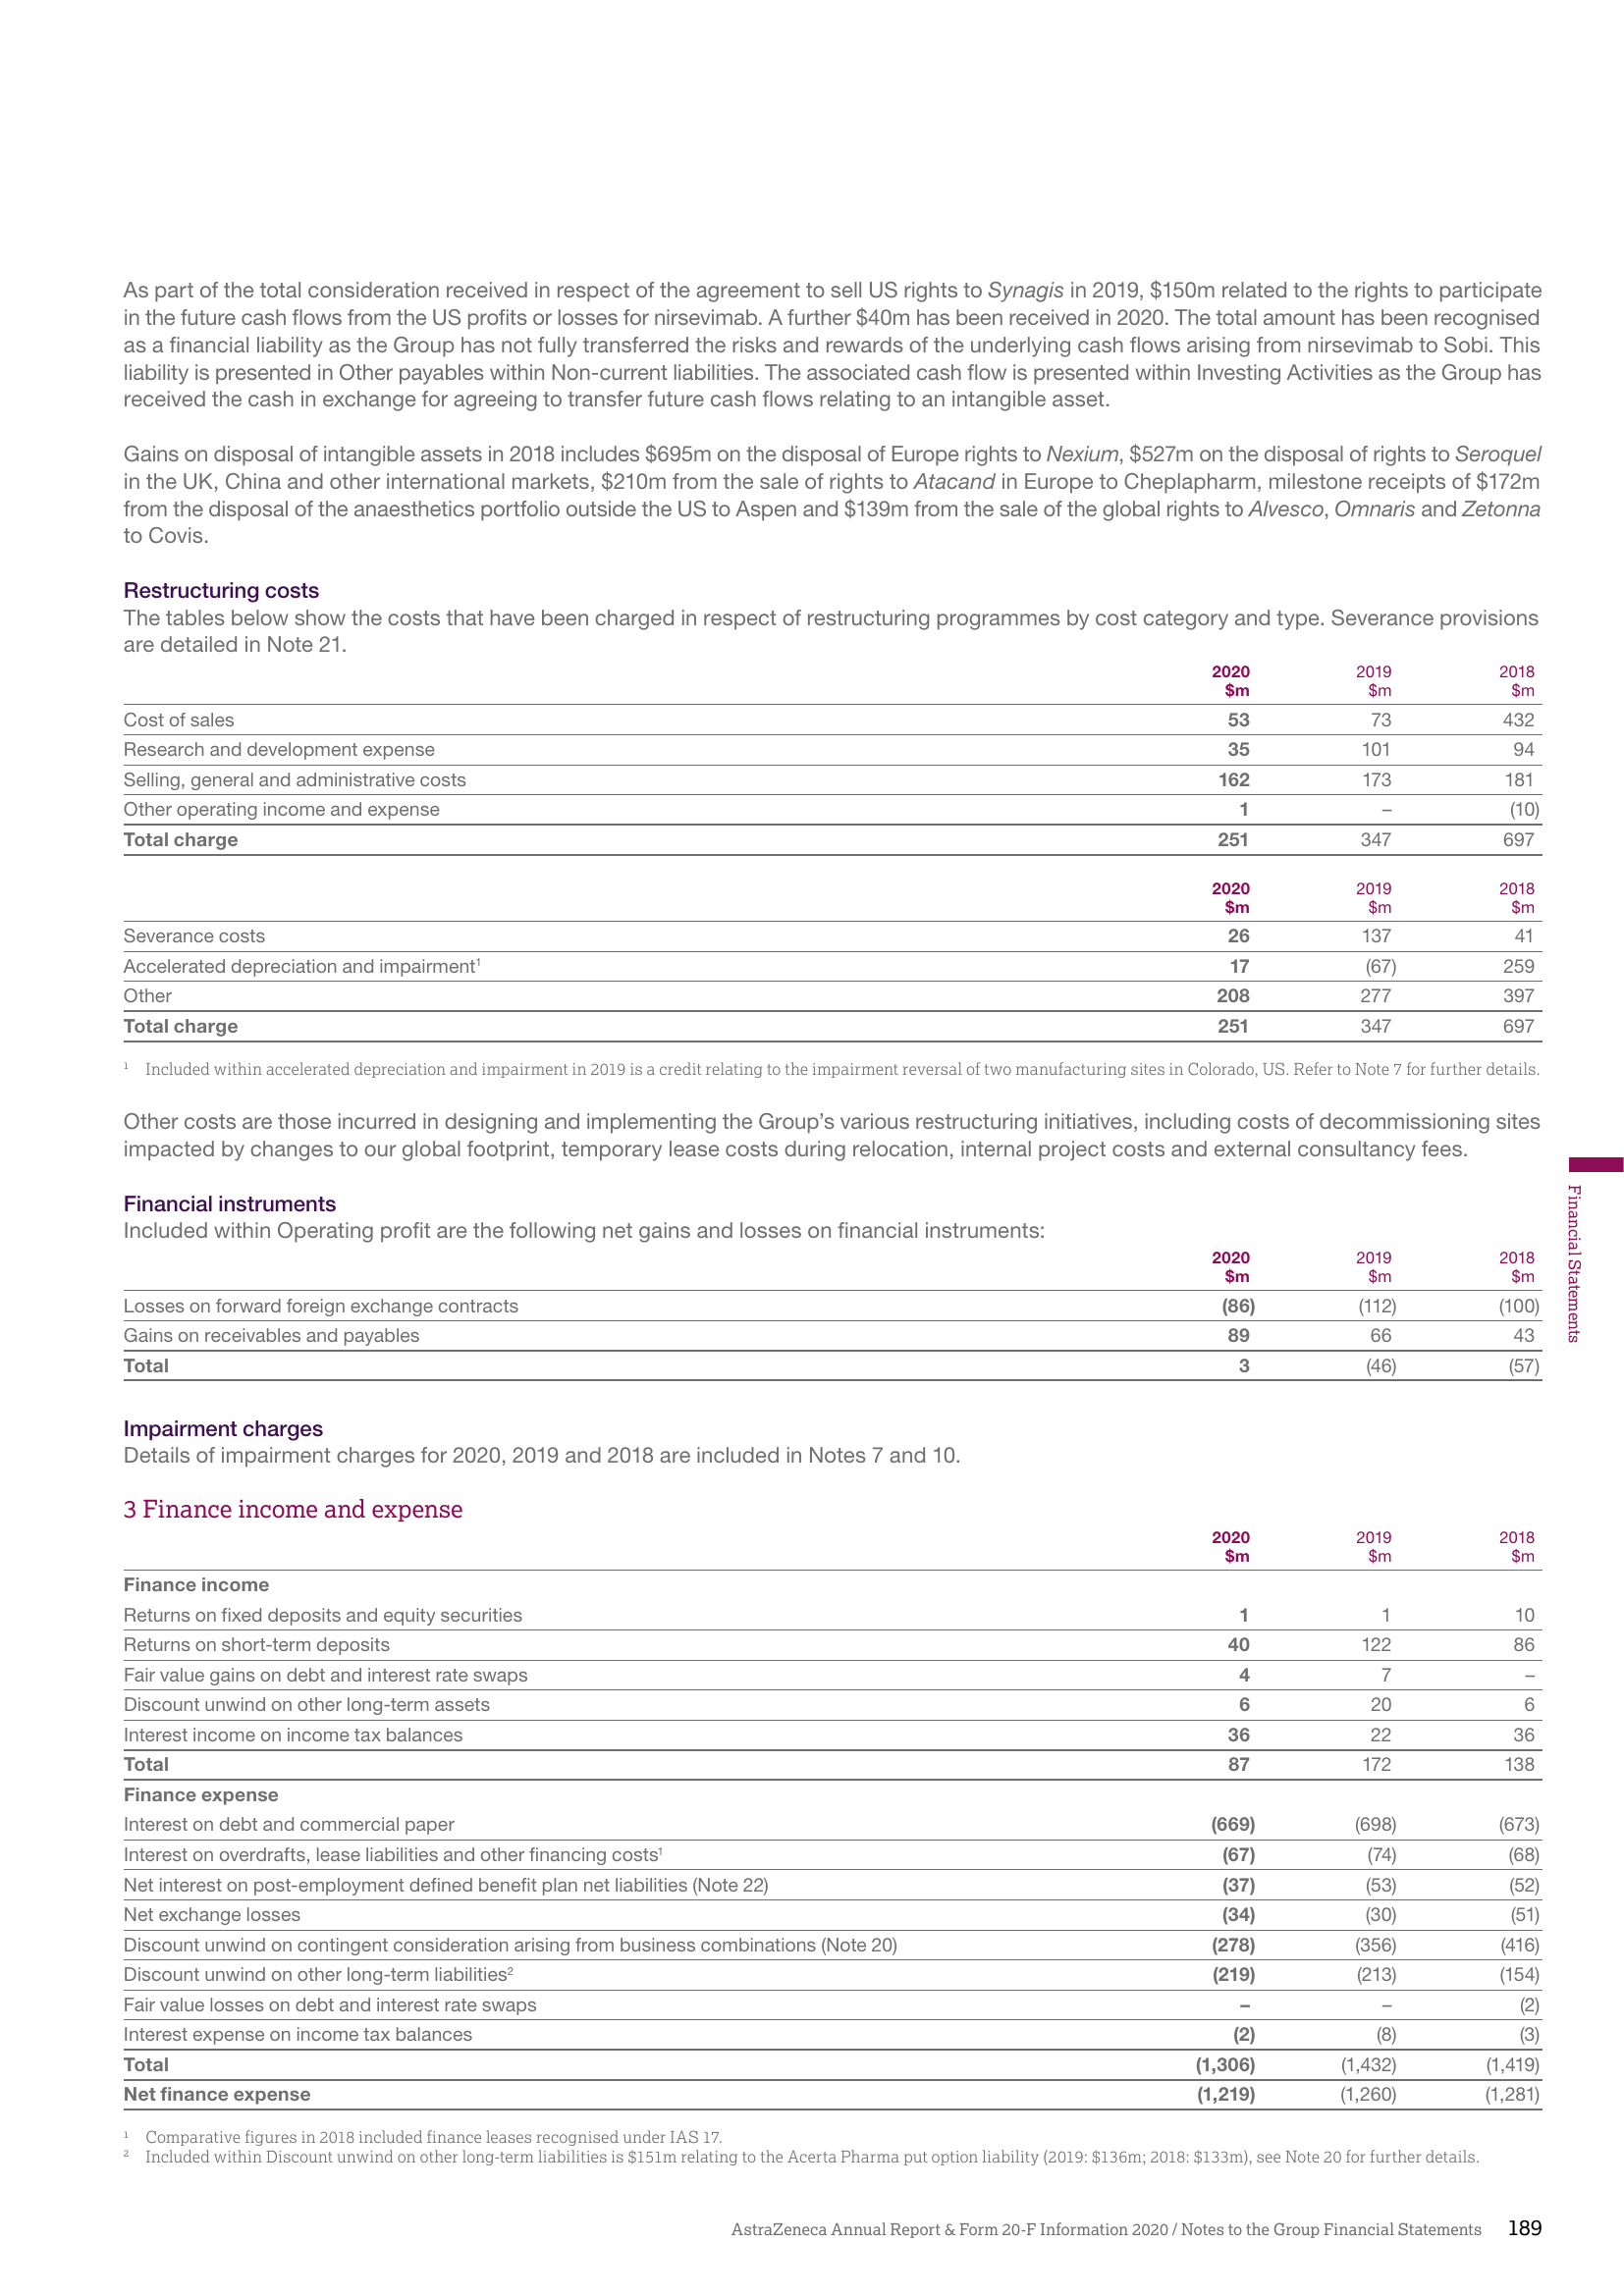 As part of the total consideration received in respect of the agreement to sell US rights to Synagis in 2019, $150m related to the rights to participate
in the future cash flows from the US profits or losses for nirsevimab. A further $40m has been received in 2020. The total amount has been recognised
as a financial liability as the Group has not fully transferred the risks and rewards of the underlying cash flows arising from nirsevimab to Sobi. This
liability is presented in Other payables within Non-current liabilities. The associated cash flow is presented within Investing Activities as the Group has
received the cash in exchange for agreeing to transfer future cash flows relating to an intangible asset.
Gains on disposal of intangible assets in 2018 includes $695m on the disposal of Europe rights to Nexium, $527m on the disposal of rights to Seroquel
in the UK, China and other international markets, $210m from the sale of rights to Atacand in Europe to Cheplapharm, milestone receipts of $172m
from the disposal of the anaesthetics portfolio outside the US to Aspen and $139m from the sale of the global rights to Alvesco, Omnaris and Zetonna
to Covis.
Restructuring costs
The tables below show the costs that have been charged in respect of restructuring programmes by cost category and type. Severance provisions
are detailed in Note 21.
2020 2019 2018
$m $m $m
Cost of sales 53 73 432
Research and development expense 35 101 94
Selling, general and administrative costs 162 173 181
Other operating income and expense 1 – (10)
Total charge 251 347 697
2020 2019 2018
$m $m $m
Severance costs 26 137 41
Accelerated depreciation and impairment¹ 17 (67) 259
Other 208 277 397
Total charge 251 347 697
¹ Included within accelerated depreciation and impairment in 2019 is a credit relating to the impairment reversal of two manufacturing sites in Colorado, US. Refer to Note 7 for further details.
Other costs are those incurred in designing and implementing the Group's various restructuring initiatives, including costs of decommissioning sites
impacted by changes to our global footprint, temporary lease costs during relocation, internal project costs and external consultancy fees.
Financial instruments
Included within Operating profit are the following net gains and losses on financial instruments:
2020 2019 2018
$m $m $m
Losses on forward foreign exchange contracts (86) (112) (100)
Gains on receivables and payables 89 66 43
Total 3 (46) (57)
Impairment charges
Details of impairment charges for 2020, 2019 and 2018 are included in Notes 7 and 10.
3 Finance income and expense
2020 2019 2018
$m $m $m
Finance income
Returns on fixed deposits and equity securities 1 1 10
Returns on short-term deposits 40 122 86
Fair value gains on debt and interest rate swaps 4 7 –
Discount unwind on other long-term assets 6 20 6
Interest income on income tax balances 36 22 36
Total 87 172 138
Finance expense
Interest on debt and commercial paper (669) (698) (673)
Interest on overdrafts, lease liabilities and other financing costs¹ (67) (74) (68)
Net interest on post-employment defined benefit plan net liabilities (Note 22) (37) (53) (52)
Net exchange losses (34) (30) (51)
Discount unwind on contingent consideration arising from business combinations (Note 20) (278) (356) (416)
Discount unwind on other long-term liabilities² (219) (213) (154)
Fair value losses on debt and interest rate swaps – – (2)
Interest expense on income tax balances (2) (8) (3)
Total (1,306) (1,432) (1,419)
Net finance expense (1,219) (1,260) (1,281)
¹ Comparative figures in 2018 included finance leases recognised under IAS 17.
² Included within Discount unwind on other long-term liabilities is $151m relating to the Acerta Pharma put option liability (2019: $136m; 2018: $133m), see Note 20 for further details.
Financial Statements
AstraZeneca Annual Report & Form 20-F Information 2020 / Notes to the Group Financial Statements 189